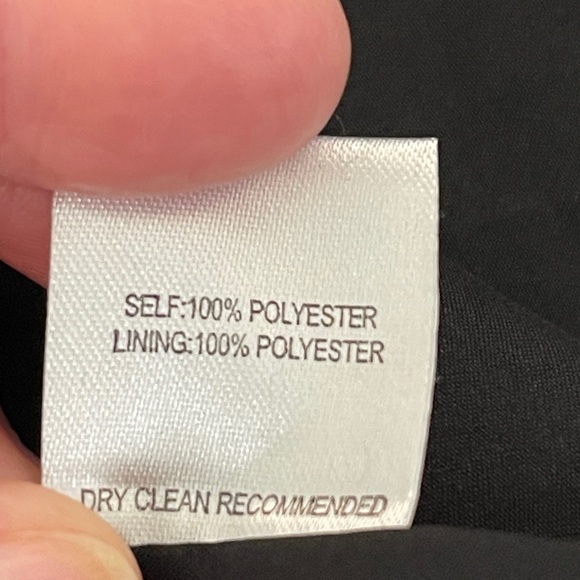 SELF:100% POLYESTER
LINING:100% POLYESTER
DRY CLEAN RECOMMENDED